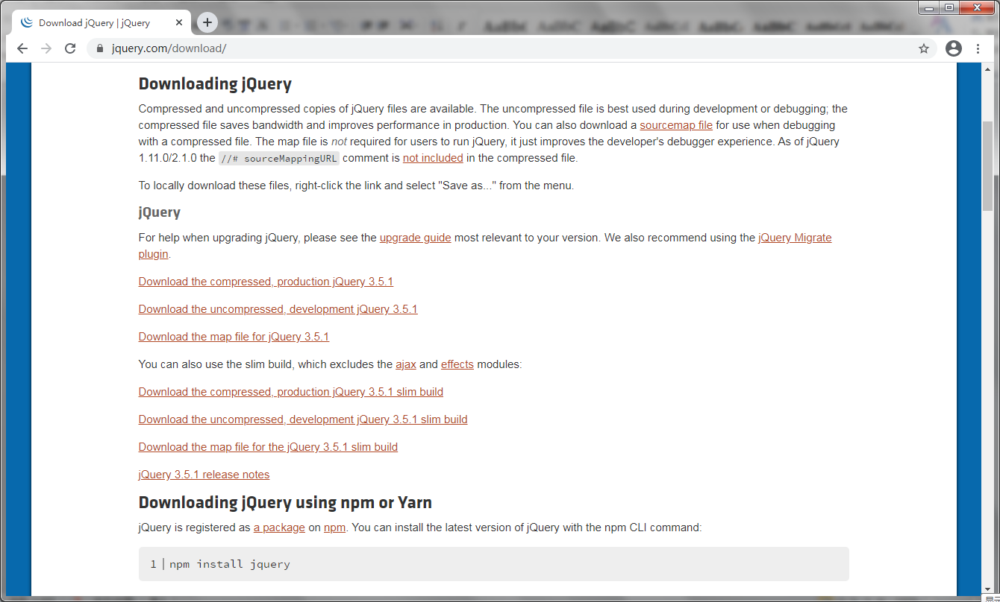 Download jQuery | jQuery
jquery.com/download/
Downloading jQuery
Compressed and uncompressed copies of jQuery files are available. The uncompressed file is best used during development or debugging; the
compressed file saves bandwidth and improves performance in production. You can also download a sourcemap file for use when debugging
with a compressed file. The map file is not required for users to run jQuery, it just improves the developer's debugger experience. As of jQuery
1.11.0/2.1.0 the //# sourceMappingURL comment is not included in the compressed file.
To locally download these files, right-click the link and select "Save as..." from the menu.
jQuery
For help when upgrading jQuery, please see the upgrade guide most relevant to your version. We also recommend using the jQuery Migrate
plugin.
Download the compressed, production jQuery 3.5.1
Download the uncompressed, development jQuery 3.5.1
Download the map file for jQuery 3.5.1
You can also use the slim build, which excludes the ajax and effects modules:
Download the compressed, production jQuery 3.5.1 slim build
Download the uncompressed, development jQuery 3.5.1 slim build
Download the map file for the jQuery 3.5.1 slim build
jQuery 3.5.1 release notes
Downloading jQuery using npm or Yarn
jQuery is registered as a package on npm. You can install the latest version of jQuery with the npm CLI command:
1 npm install jquery